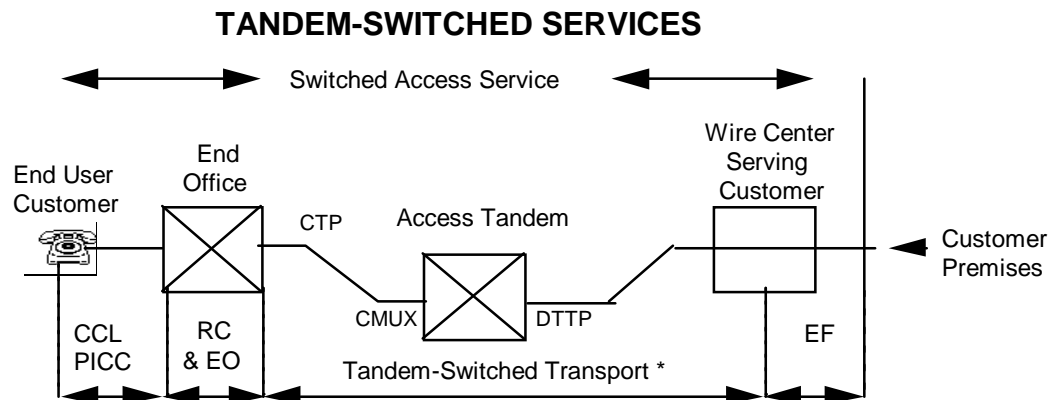 TANDEM-SWITCHED SERVICES
Switched Access Service
Wire Center
Serving
Customer
End User
Customer
End
Office
CTP
Access Tandem
Customer
Premises
CMUX
DTTP
CCL
PICC
RC
& EO
EF
Tandem-Switched Transport *